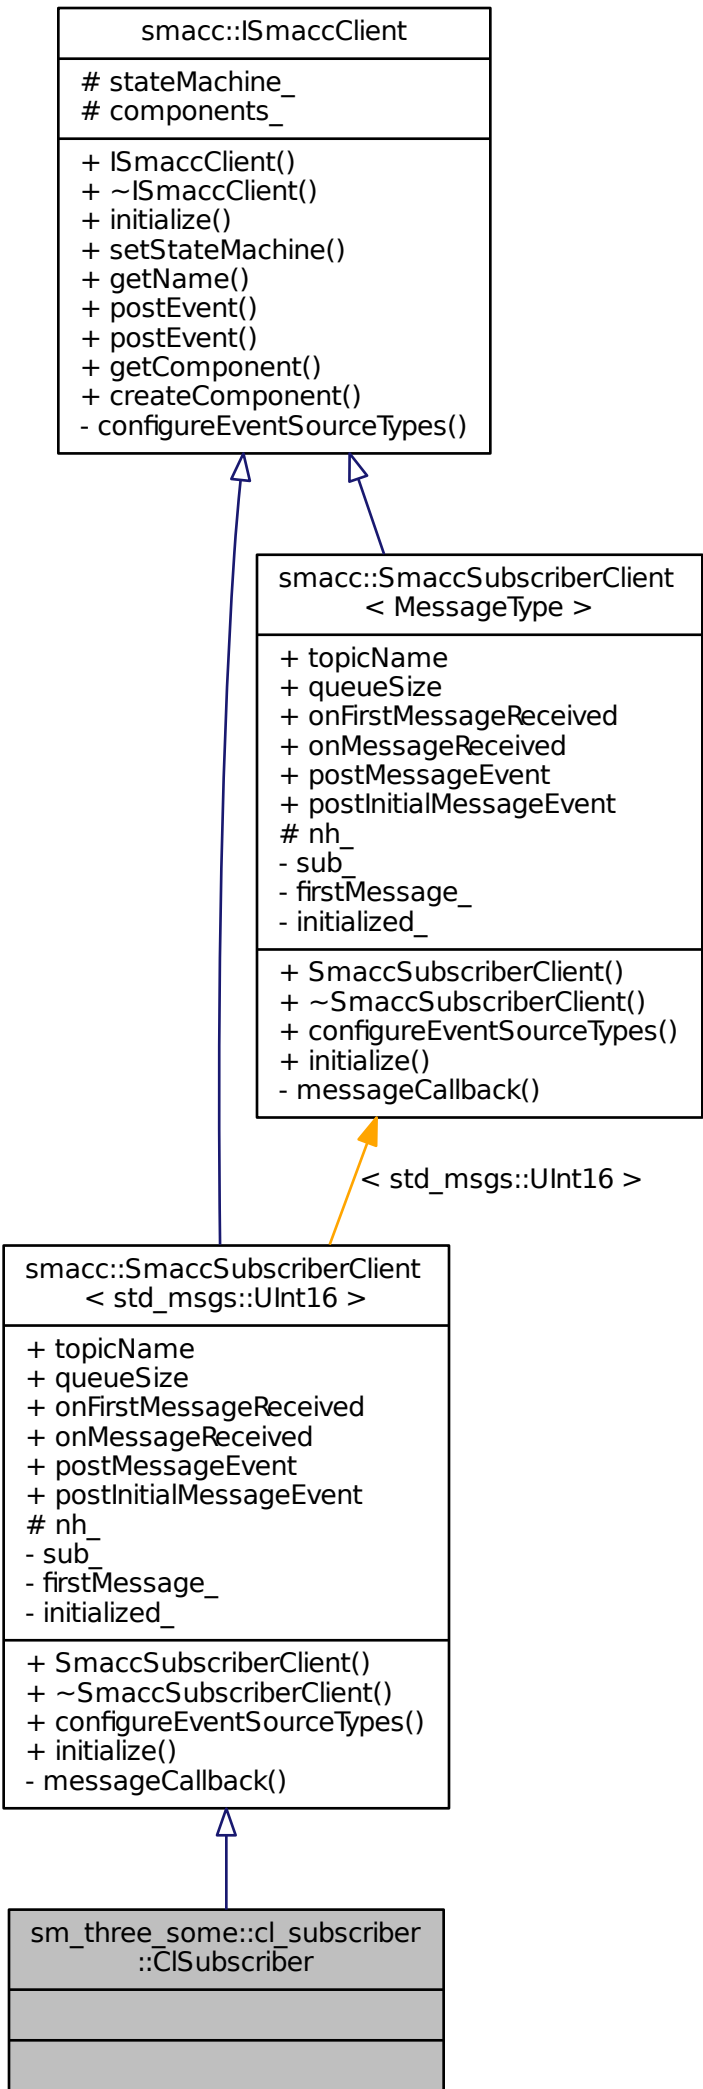 smacc::ISmaccClient
# stateMachine_
# components_
+ ISmaccClient()
+ ~ISmaccClient()
+ initialize()
+ setStateMachine()
+ getName()
+ postEvent()
+ postEvent()
+ getComponent()
+ createComponent()
- configureEventSourceTypes()
smacc::SmaccSubscriberClient
< MessageType >
+ topicName
+ queueSize
+ onFirstMessageReceived
+ onMessageReceived
+ postMessageEvent
+ postInitialMessageEvent
# nh_
- sub_
- firstMessage_
- initialized_
+ SmaccSubscriberClient()
+ ~SmaccSubscriberClient()
+ configureEventSourceTypes()
+ initialize()
- messageCallback()
< std_msgs::UInt16 >
smacc::SmaccSubscriberClient
< std_msgs::UInt16 >
+ topicName
+ queueSize
+ onFirstMessageReceived
+ onMessageReceived
+ postMessageEvent
+ postInitialMessageEvent
# nh_
- sub_
- firstMessage_
- initialized_
+ SmaccSubscriberClient()
+ ~SmaccSubscriberClient()
+ configureEventSourceTypes()
+ initialize()
- messageCallback()
sm_three_some::cl_subscriber
::ClSubscriber